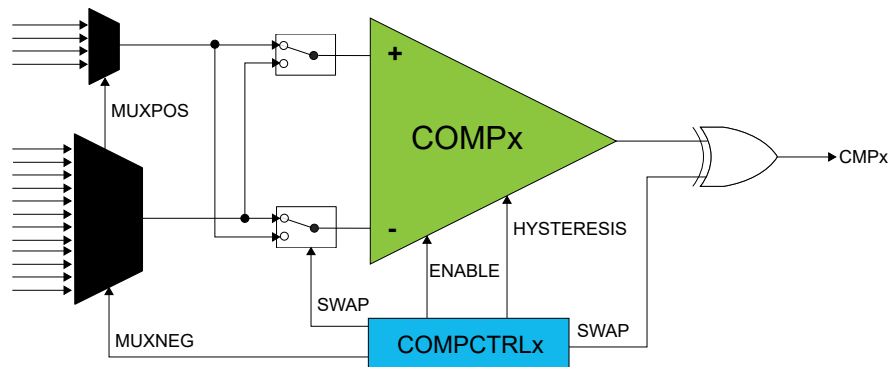 +
MUXPOS
COMPx
CMPx
-
HYSTERESIS
ENABLE
SWAP
SWAP
MUXNEG
COMPCTRLx